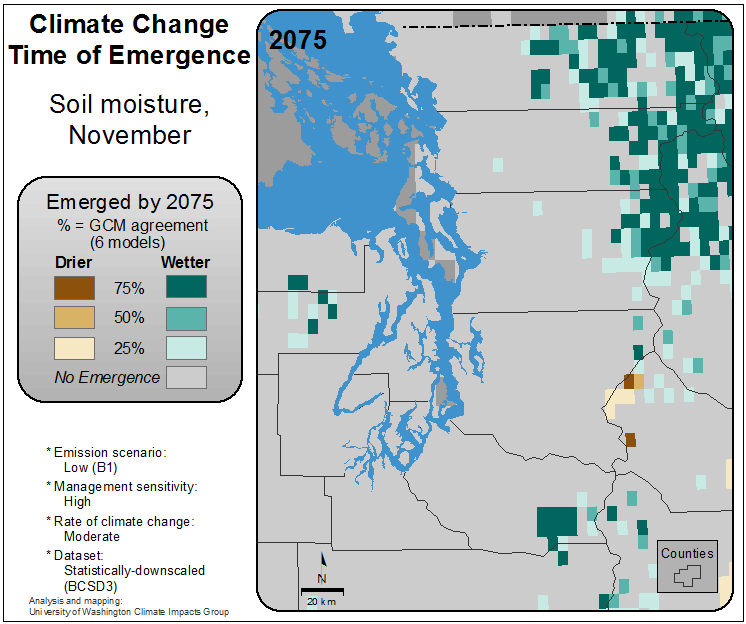 Climate Change
Time of Emergence
Soil moisture,
November
Emerged by 2075
% = GCM agreement
(6 models)
Drier Wetter
75%
50%
25%
No Emergence
* Emission scenario:
Low (B1)
* Management sensitivity:
High
* Rate of climate change:
Moderate
* Dataset:
Statistically-downscaled
(BCSD3)
Analysis and mapping:
University of Washington Climate Impacts Group
2075
N
20 km
Counties